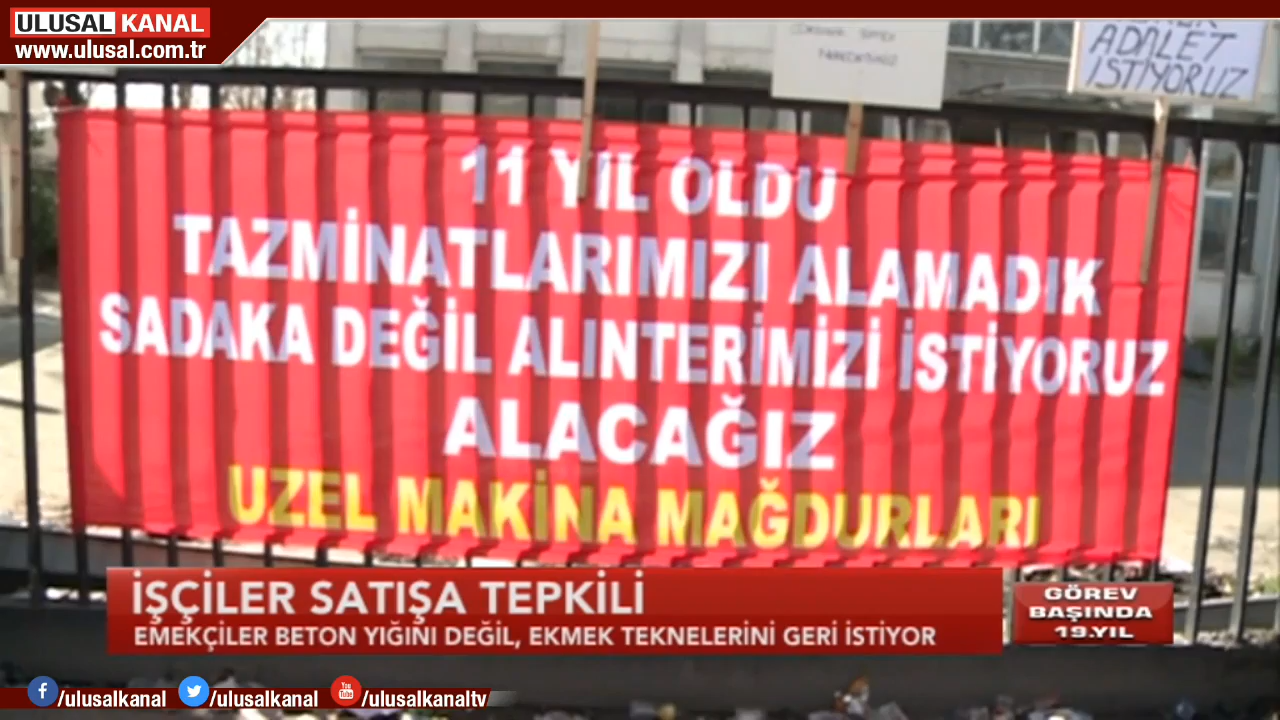 ULUSAL KANAL
www.ulusal.com.tr
ADALET
İSTİYORUZ
11 YIL OLDU
TAZMİNATLARIMIZI ALAMADIK
SADAKA DEĞİL ALINTERİMİZİ İSTİYORUZ
ALACAĞIZ
UZEL MAKİNA MAĞDURLARI
İŞÇİLER SATIŞA TEPKİLİ
EMEKÇİLER BETON YIĞINI DEĞİL, EKMEK TEKNELERİNİ GERİ İSTİYOR
GÖREV
BAŞINDA
19.YIL
/ulusalkanal
/ulusalkanal
You Tube
/ulusalkanaltv